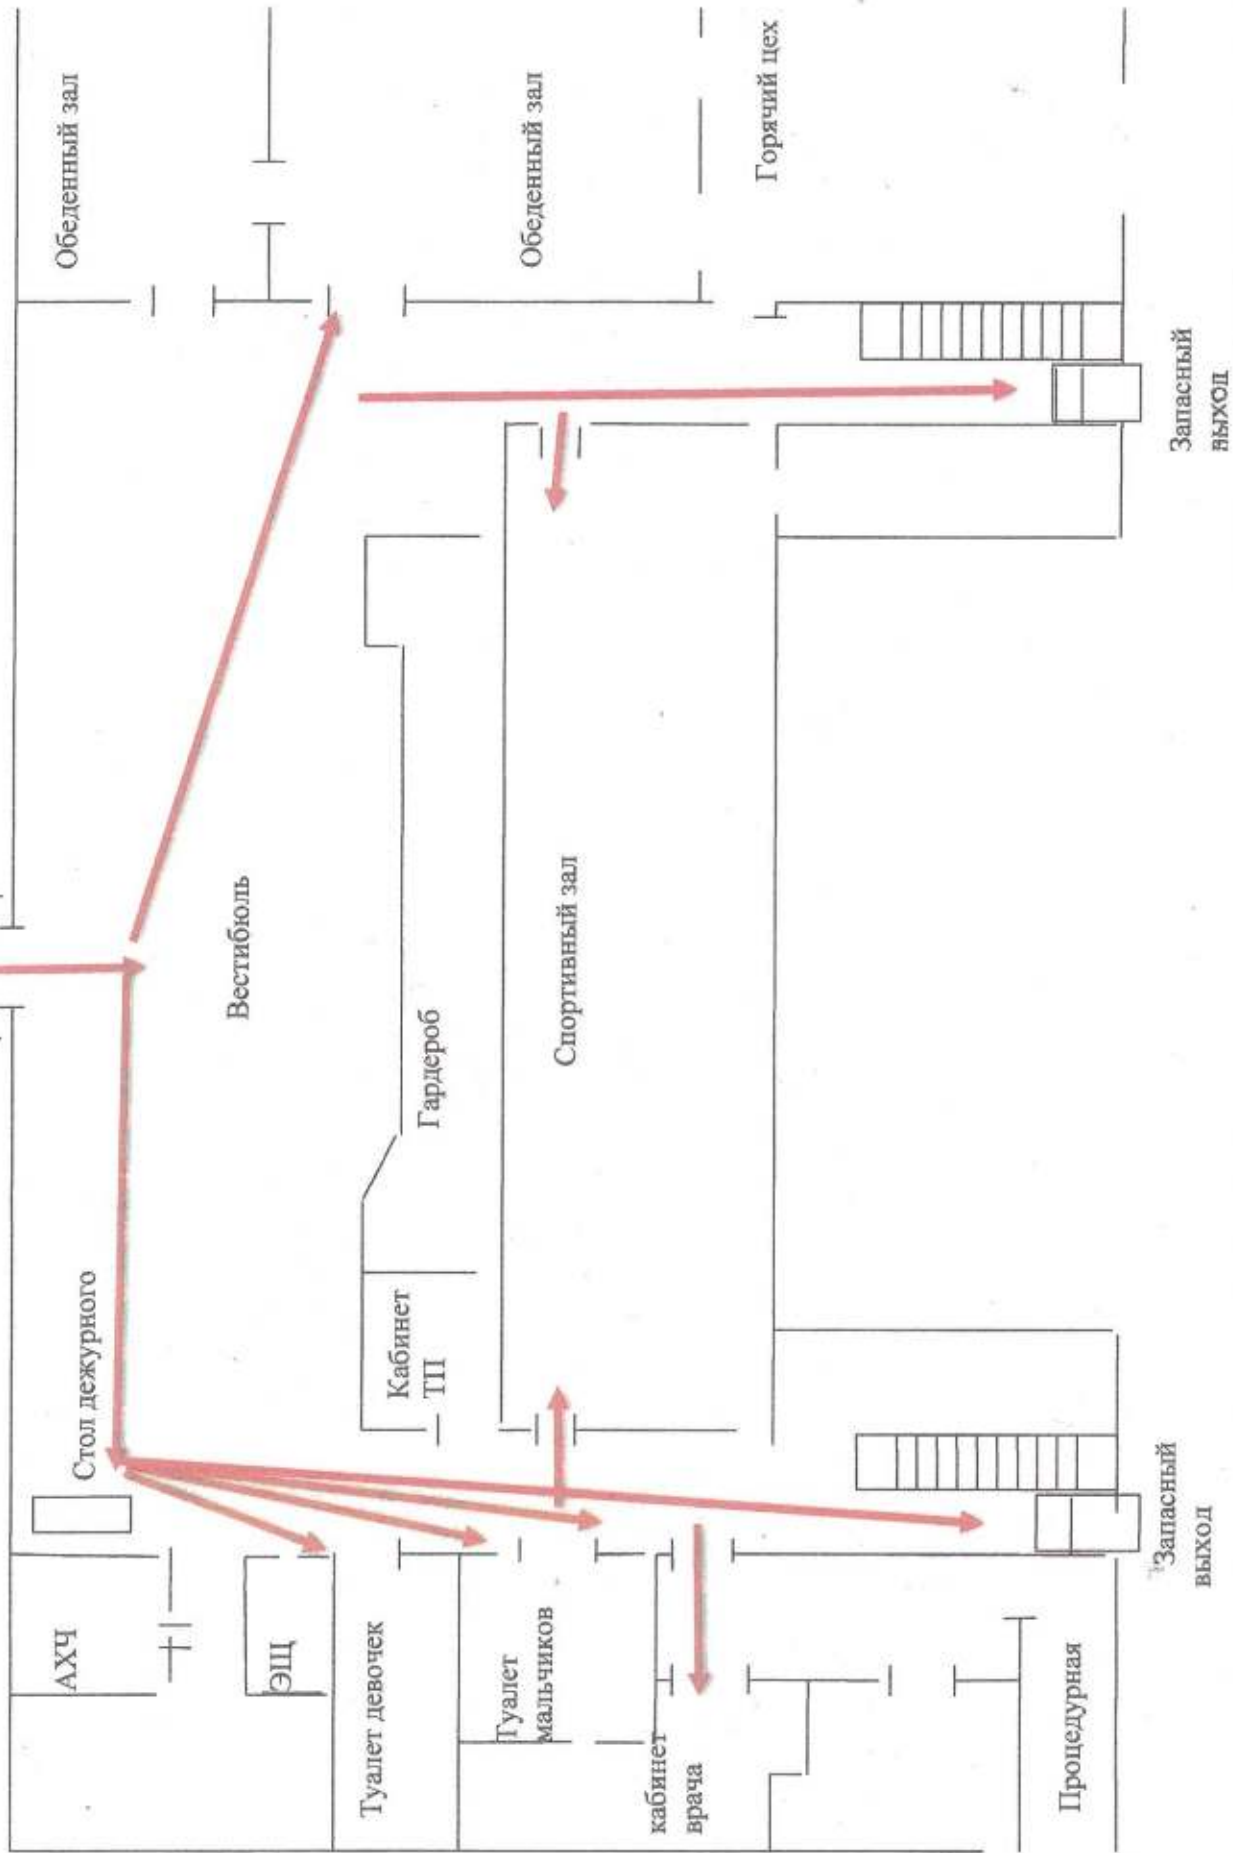 АХЧ
Стол дежурного
Обеденный зал
ЭЩ
Вестибюль
Туалет девочек
Кабинет
ТП
Гардероб
Обеденный зал
Туалет
мальчиков
Спортивный зал
кабинет
врача
Горячий цех
Процедурная
Запасный
выход
Запасный
выход